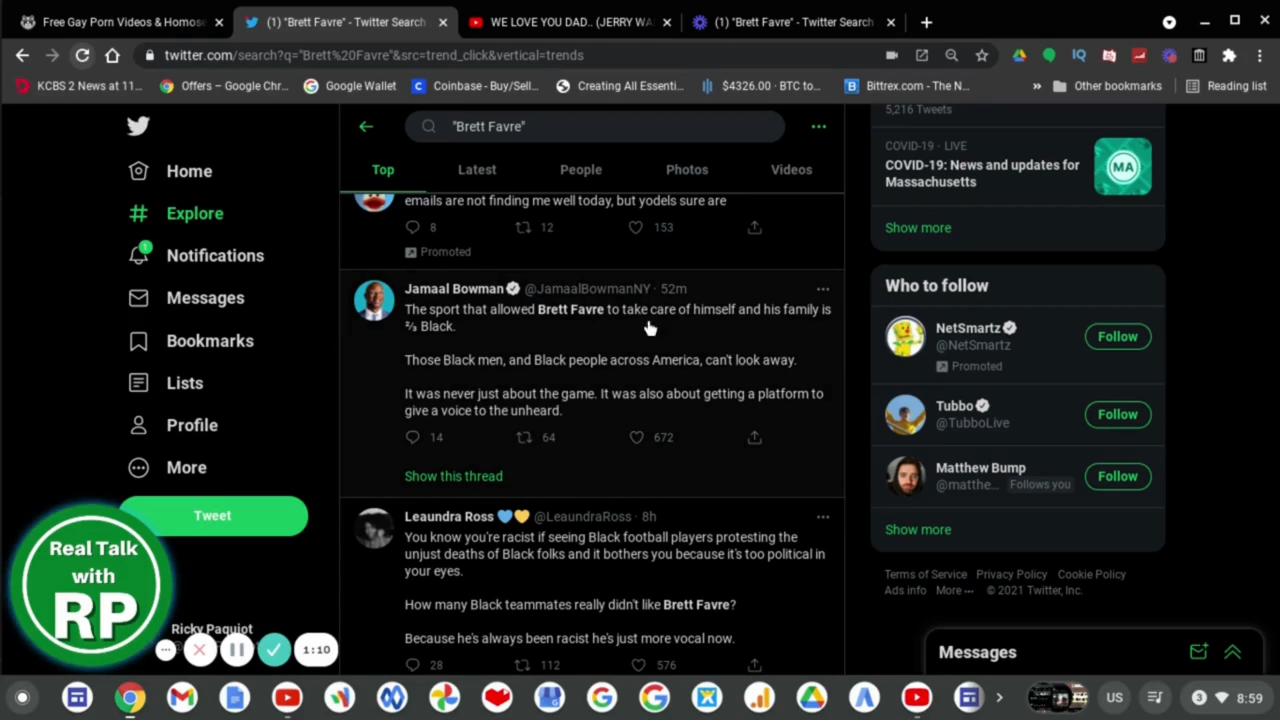 Free Gay Porn Videos & Homose
(1) "Brett Favre" - Twitter Search
WE LOVE YOU DAD.. (JERRY WA
(1) "Brett Favre" - Twitter Search
twitter.com/search?q="Brett%20Favre"&src=trend_click&vertical=trends
KCBS 2 News at 11...
Offers – Google Chr...
Google Wallet
Coinbase - Buy/Sell...
Creating All Essenti...
$4326.00 · BTC to...
Bittrex.com - The N...
Other bookmarks
Reading list
"Brett Favre"
Top
Latest
People
Photos
Videos
Home
Explore
1
Notifications
Messages
Bookmarks
Lists
Profile
More
Tweet
Real Talk
with
RP
Ricky Paquiot
1:10
emails are not finding me well today, but yodels sure are
8 12 153
Promoted
Jamaal Bowman @JamaalBowmanNY · 52m
The sport that allowed Brett Favre to take care of himself and his family is
⅔ Black.
Those Black men, and Black people across America, can't look away.
It was never just about the game. It was also about getting a platform to
give a voice to the unheard.
14 64 672
Show this thread
Leaundra Ross 💙💛 @LeaundraRoss · 8h
You know you're racist if seeing Black football players protesting the
unjust deaths of Black folks and it bothers you because it's too political in
your eyes.
How many Black teammates really didn't like Brett Favre?
Because he's always been racist he's just more vocal now.
28 112 576
5,216 Tweets
COVID-19 · LIVE
COVID-19: News and updates for
Massachusetts
MA
Show more
Who to follow
NetSmartz
@NetSmartz
Promoted
Follow
Tubbo
@TubboLive
Follow
Matthew Bump
@matthe... Follows you
Follow
Show more
Terms of Service Privacy Policy Cookie Policy
Ads info More ··· © 2021 Twitter, Inc.
Messages
US
3
8:59